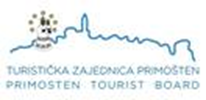 TURISTIČKA ZAJEDNICA PRIMOŠTEN
PRIMOSTEN TOURIST BOARD